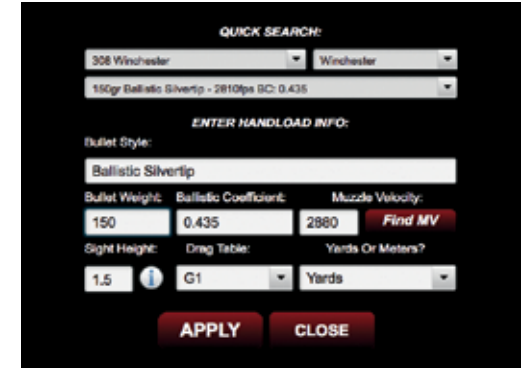 QUICK SEARCH:
308 Winchester Winchester
150gr Ballistic Silvertip - 2810fps BC: 0.435
ENTER HANDLOAD INFO:
Bullet Style:
Ballistic Silvertip
Bullet Weight: Ballistic Coefficient: Muzzle Velocity:
150 0.435 2880 Find MV
Sight Height: Drag Table: Yards Or Meters?
1.5 i G1 Yards
APPLY CLOSE